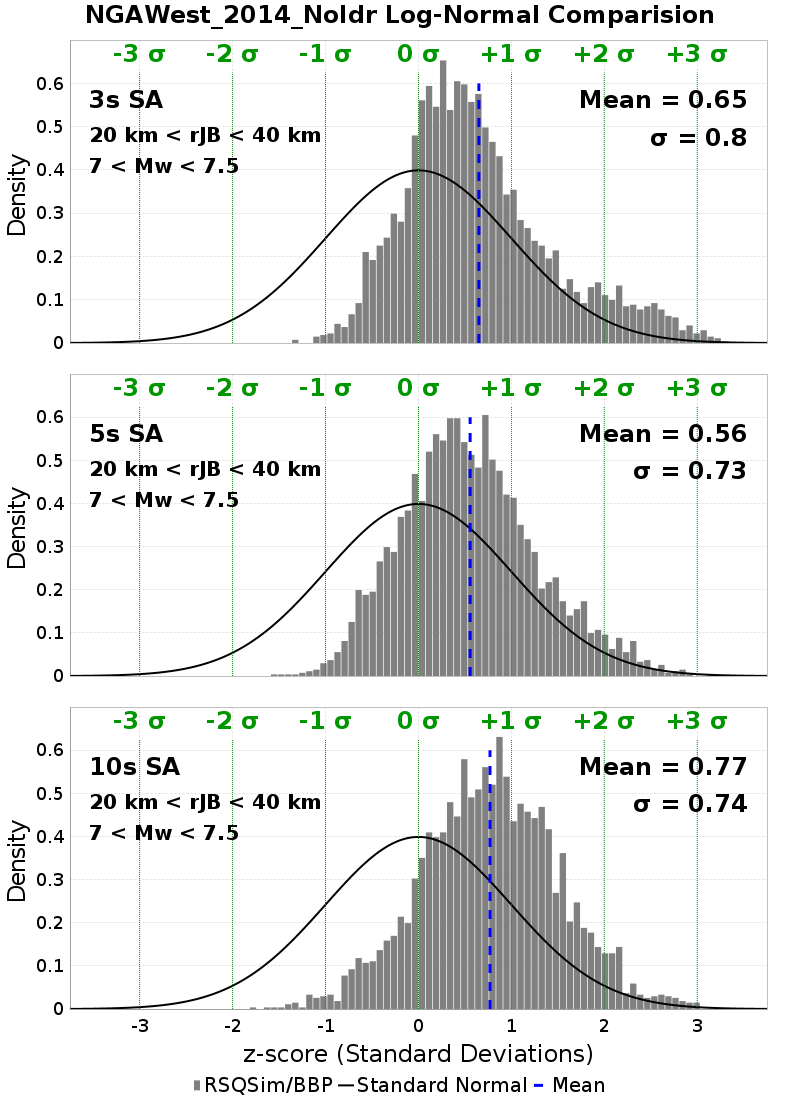 NGAWest_2014_NoIdr Log-Normal Comparision
-3 σ -2 σ -1 σ 0 σ +1 σ +2 σ +3 σ
3s SA Mean = 0.65
20 km < rJB < 40 km σ = 0.8
7 < Mw < 7.5
0.6
0.5
0.4
0.3
0.2
0.1
0
Density
-3 σ -2 σ -1 σ 0 σ +1 σ +2 σ +3 σ
5s SA Mean = 0.56
20 km < rJB < 40 km σ = 0.73
7 < Mw < 7.5
0.6
0.5
0.4
0.3
0.2
0.1
0
Density
-3 σ -2 σ -1 σ 0 σ +1 σ +2 σ +3 σ
10s SA Mean = 0.77
20 km < rJB < 40 km σ = 0.74
7 < Mw < 7.5
0.6
0.5
0.4
0.3
0.2
0.1
0
Density
-3 -2 -1 0 1 2 3
z-score (Standard Deviations)
RSQSim/BBP Standard Normal Mean